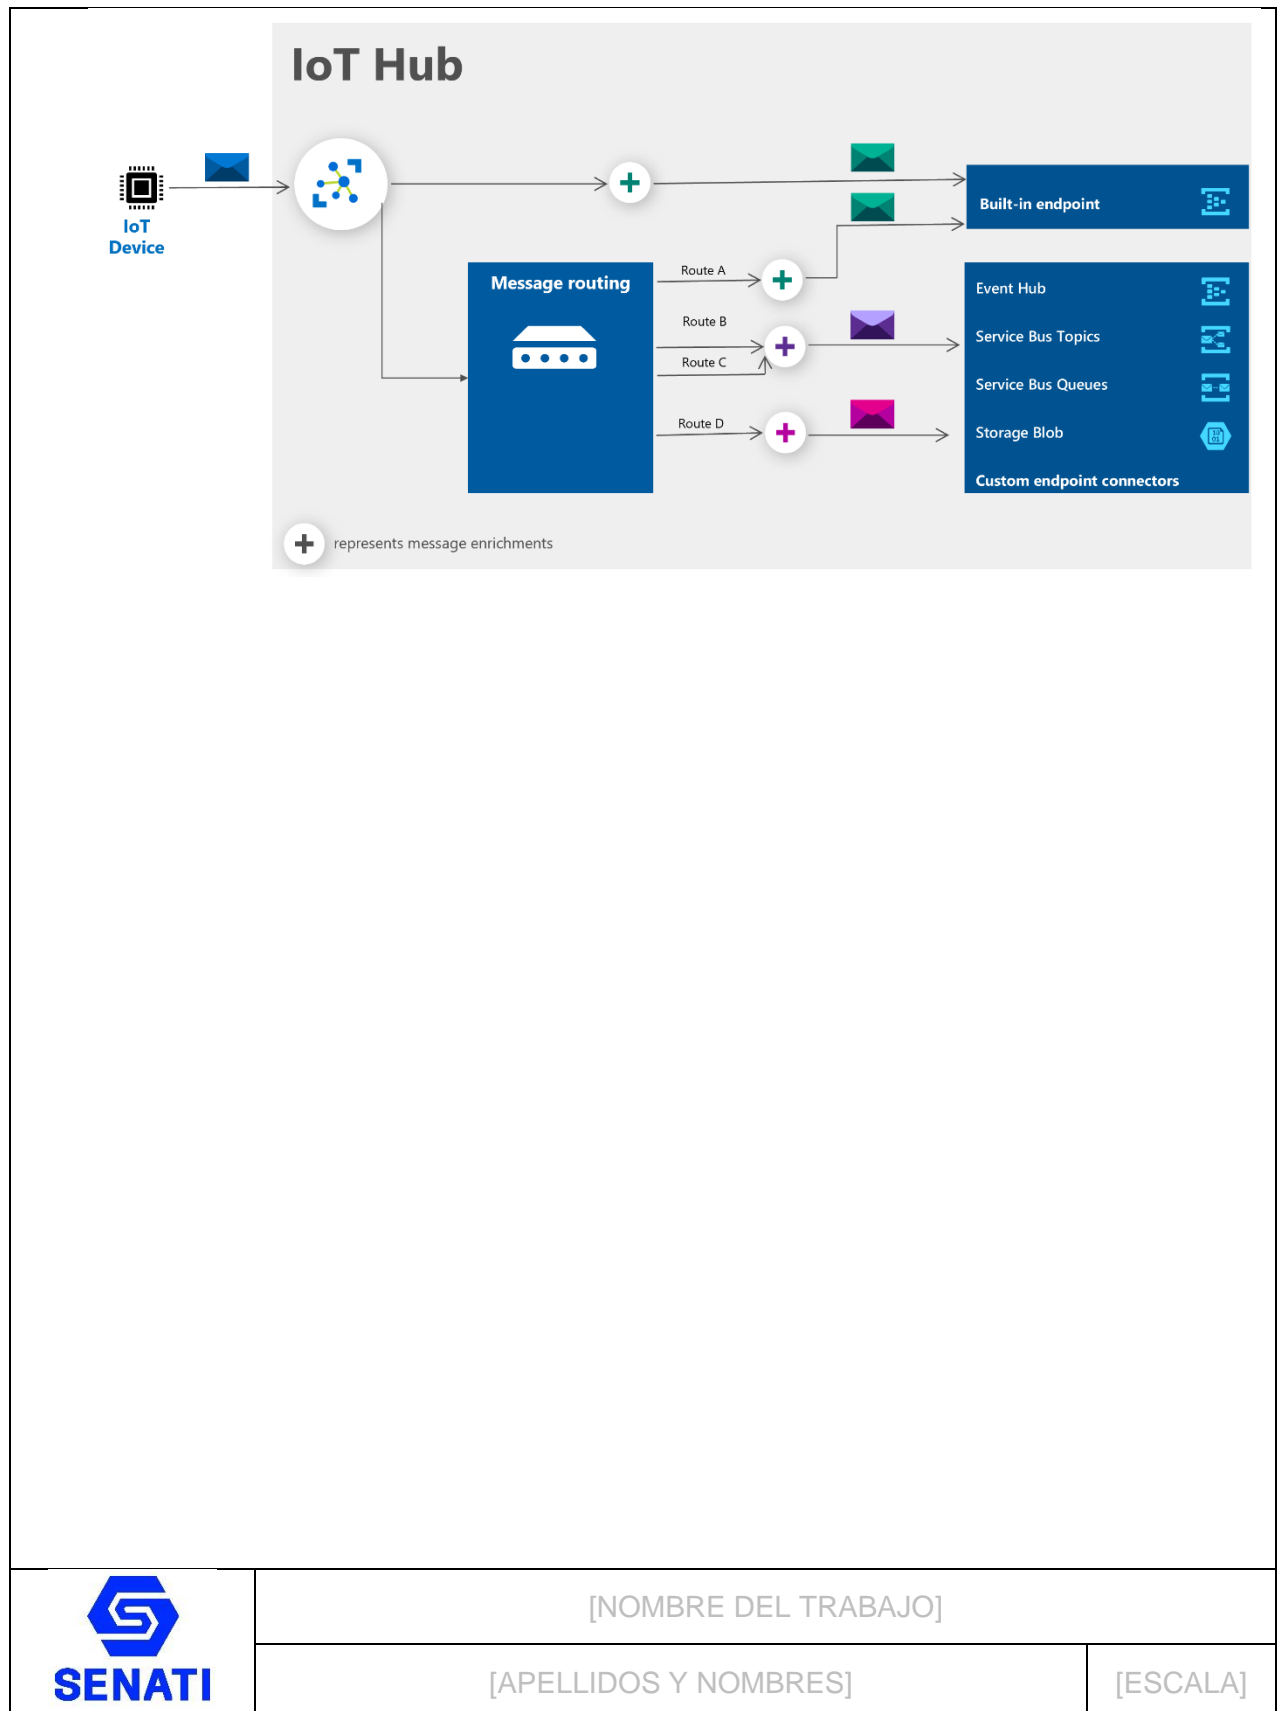 IoT Hub
IoT
Device
Built-in endpoint
Message routing
Route A
Route B
Route C
Route D
Event Hub
Service Bus Topics
Service Bus Queues
Storage Blob
Custom endpoint connectors
represents message enrichments
SENATI
[NOMBRE DEL TRABAJO]
[APELLIDOS Y NOMBRES]
[ESCALA]